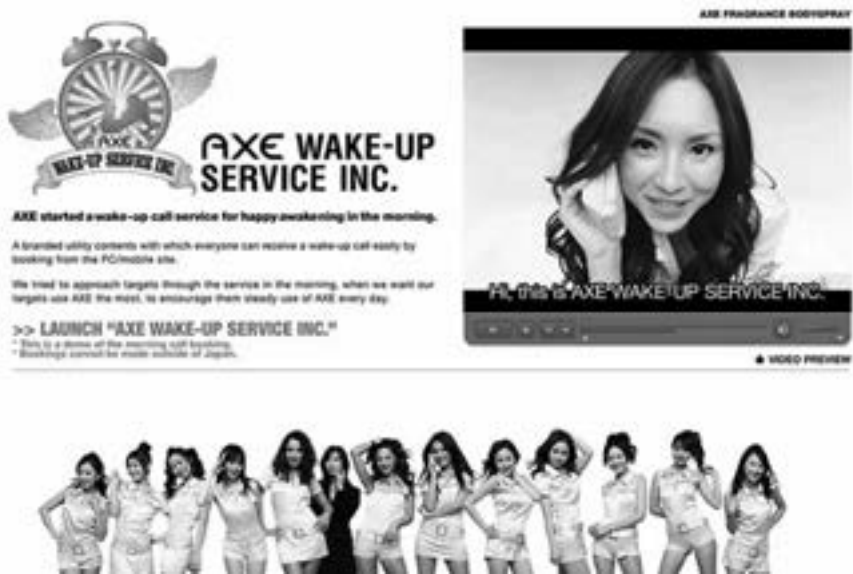 AXE FRAGRANCE BODYSPRAY
AXE
WAKE-UP SERVICE INC.
AXE WAKE-UP
SERVICE INC.
AXE started a wake-up call service for happy awakening in the morning.
A branded utility contents with which everyone can receive a wake-up call easily by
booking from the PC/mobile site.
We tried to approach targets through the service in the morning, when we want our
targets use AXE the most, to encourage them steady use of AXE every day.
>> LAUNCH "AXE WAKE-UP SERVICE INC."
* This is a demo of the morning call booking.
* Bookings cannot be made outside of Japan.
Hi, this is AXE WAKE-UP SERVICE INC.
VIDEO PREVIEW